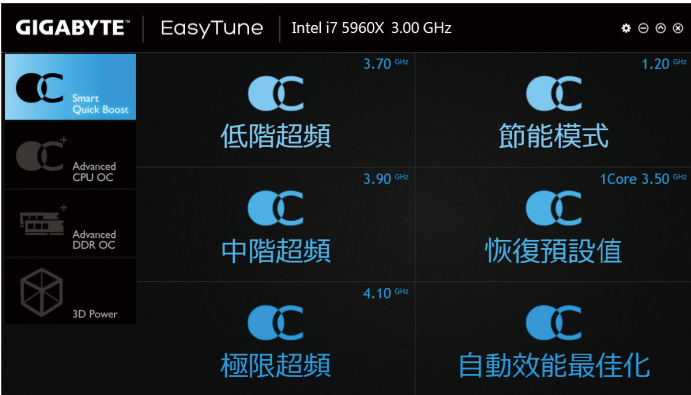 GIGABYTE™ EasyTune Intel i7 5960X 3.00 GHz
Smart
Quick Boost
Advanced
CPU OC
Advanced
DDR OC
3D Power
3.70 GHz
低階超頻
1.20 GHz
節能模式
3.90 GHz
中階超頻
1Core 3.50 GHz
恢復預設值
4.10 GHz
極限超頻
自動效能最佳化